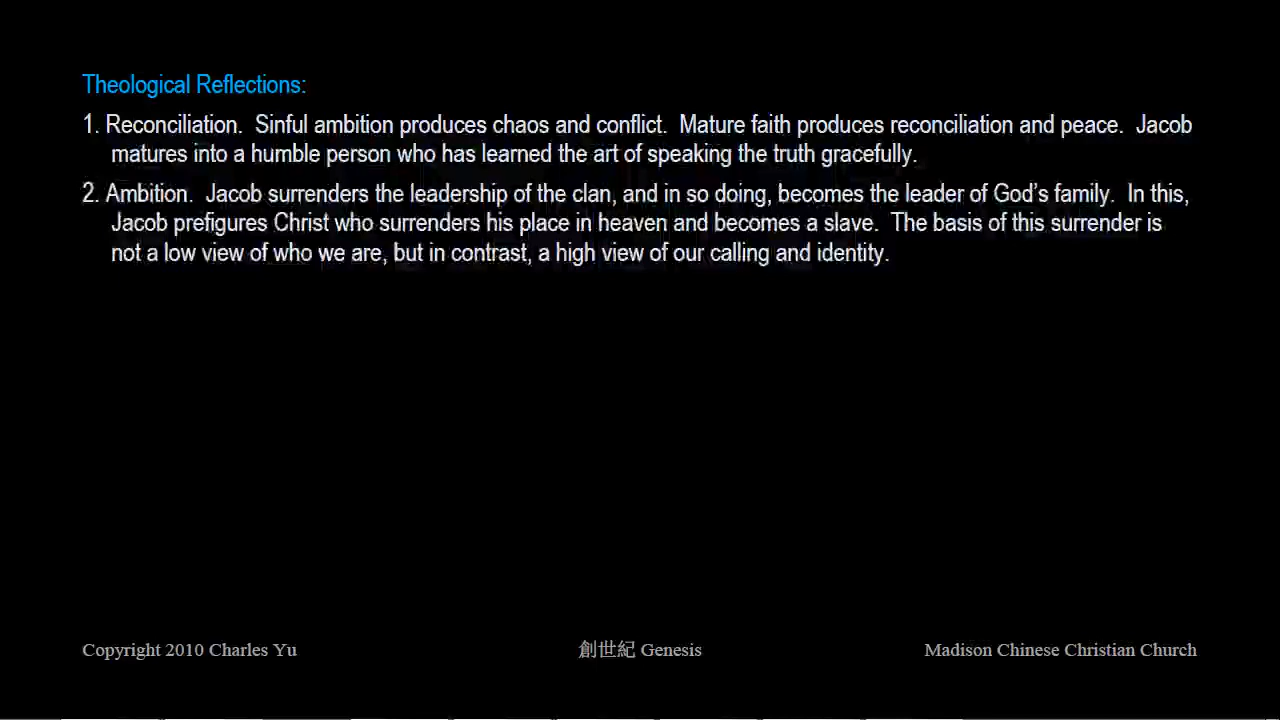 Theological Reflections:
1. Reconciliation.  Sinful ambition produces chaos and conflict.  Mature faith produces reconciliation and peace.  Jacob
matures into a humble person who has learned the art of speaking the truth gracefully.
2. Ambition.  Jacob surrenders the leadership of the clan, and in so doing, becomes the leader of God’s family.  In this,
Jacob prefigures Christ who surrenders his place in heaven and becomes a slave.  The basis of this surrender is
not a low view of who we are, but in contrast, a high view of our calling and identity.
Copyright 2010 Charles Yu
創世紀 Genesis
Madison Chinese Christian Church